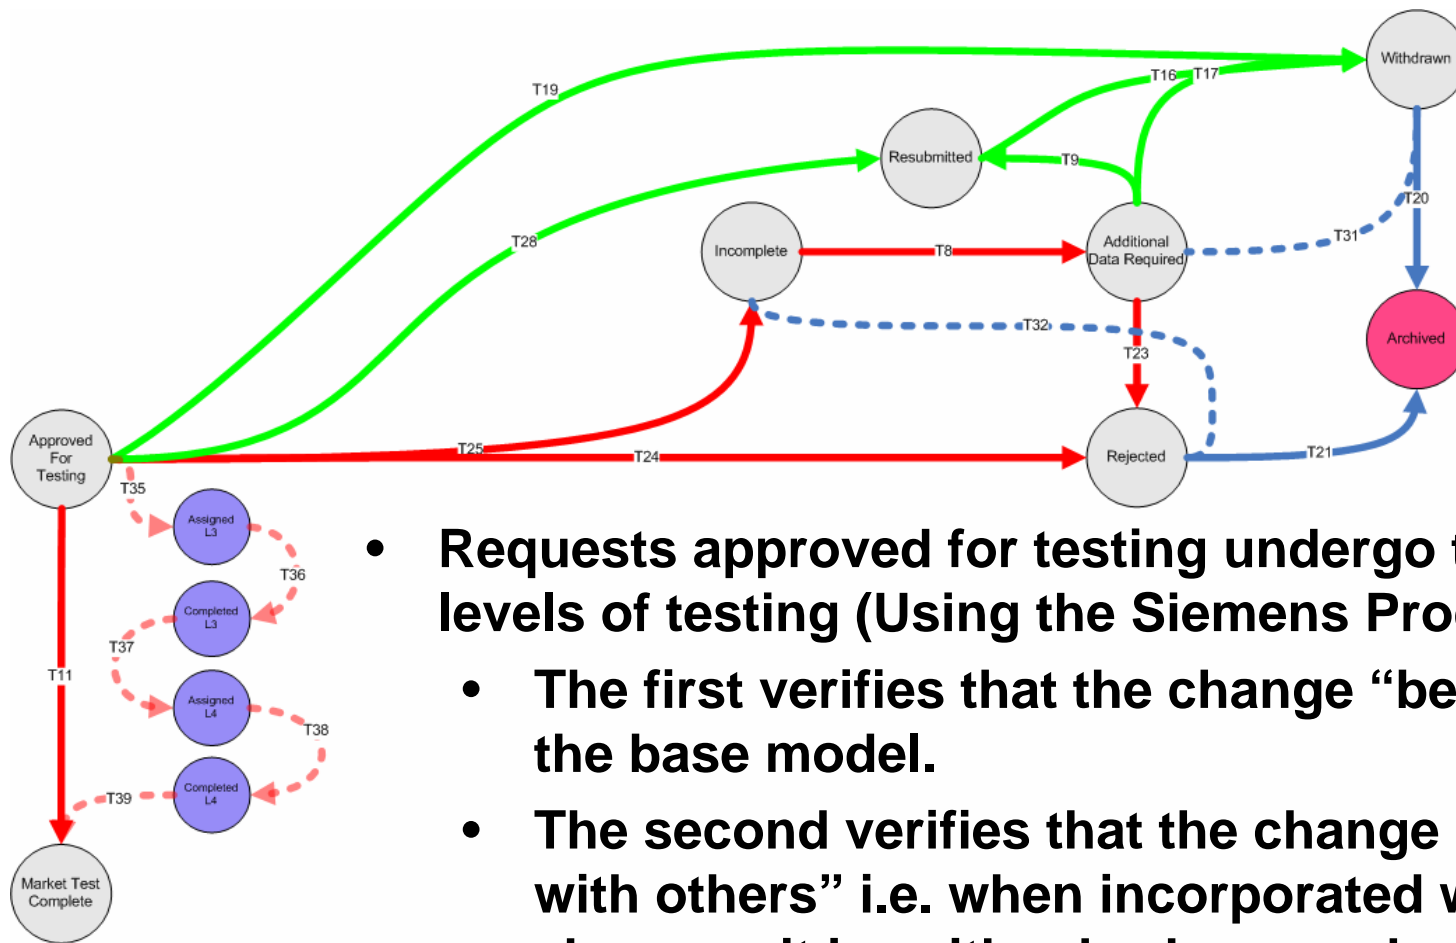 Withdrawn
T16
T17
T19
Resubmitted
T9
T20
T31
T28
Incomplete
T8
Additional
Data Required
T32
T23
Archived
Approved
For
Testing
T25
T24
Rejected
T21
T35
Assigned
L3
T36
Completed
L3
T37
T11
Assigned
L4
T38
Completed
L4
T39
Market Test
Complete
• Requests approved for testing undergo
levels of testing (Using the Siemens
• The first verifies that the change
the base model.
• The second verifies that the change
with others” i.e. when incorporated